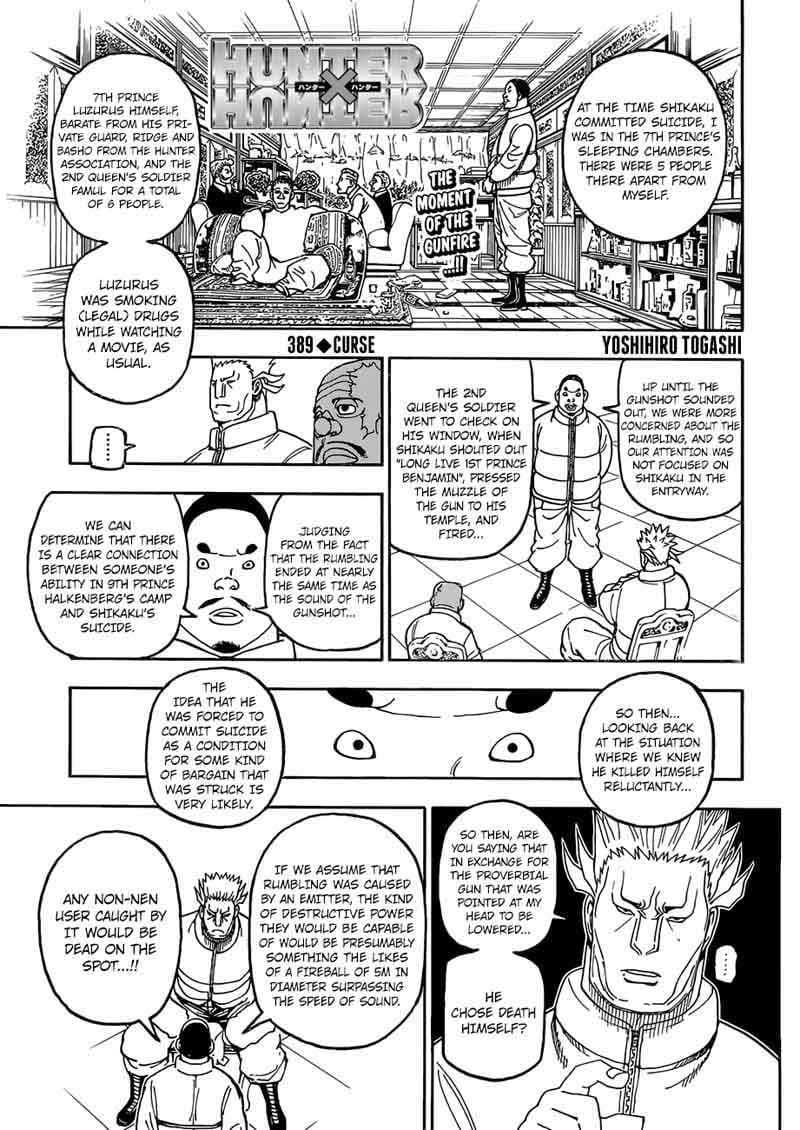 HUNTER
×
HUNTER
ハンター
ハンター
AT THE TIME SHIKAKU
COMMITTED SUICIDE, I
WAS IN THE 7TH PRINCE'S
SLEEPING CHAMBERS.
THERE WERE 5 PEOPLE
THERE APART FROM
MYSELF.
7TH PRINCE
LUZURUS HIMSELF,
BARATE FROM HIS PRI-
VATE GUARD, RIDGE AND
BASHO FROM THE HUNTER
ASSOCIATION, AND THE
2ND QUEEN'S SOLDIER
FAMUL FOR A TOTAL
OF 6 PEOPLE.
THE
MOMENT
OF THE
GUNFIRE
...!!
LUZURUS
WAS SMOKING
(LEGAL) DRUGS
WHILE WATCHING
A MOVIE, AS
USUAL.
389◆CURSE
YOSHIHIRO TOGASHI
UP UNTIL THE
GUNSHOT SOUNDED
OUT, WE WERE MORE
CONCERNED ABOUT THE
RUMBLING, AND SO
OUR ATTENTION WAS
NOT FOCUSED ON
SHIKAKU IN THE
ENTRYWAY.
THE 2ND
QUEEN'S SOLDIER
WENT TO CHECK ON
HIS WINDOW, WHEN
SHIKAKU SHOUTED OUT
"LONG LIVE 1ST PRINCE
BENJAMIN", PRESSED
THE MUZZLE OF
THE GUN TO HIS
TEMPLE, AND
FIRED...
......
JUDGING
FROM THE FACT
THAT THE RUMBLING
ENDED AT NEARLY
THE SAME TIME AS
THE SOUND OF THE
GUNSHOT...
WE CAN
DETERMINE THAT THERE
IS A CLEAR CONNECTION
BETWEEN SOMEONE'S
ABILITY IN 9TH PRINCE
HALKENBERG'S CAMP
AND SHIKAKU'S
SUICIDE.
SO THEN...
LOOKING BACK
AT THE SITUATION
WHERE WE KNEW
HE KILLED HIMSELF
RELUCTANTLY...
THE
IDEA THAT HE
WAS FORCED TO
COMMIT SUICIDE
AS A CONDITION
FOR SOME KIND
OF BARGAIN THAT
WAS STRUCK IS
VERY LIKELY.
SO THEN, ARE
YOU SAYING THAT
IN EXCHANGE FOR
THE PROVERBIAL
GUN THAT WAS
POINTED AT MY
HEAD TO BE
LOWERED...
HE
CHOSE DEATH
HIMSELF?
....
IF WE ASSUME THAT
RUMBLING WAS CAUSED
BY AN EMITTER, THE KIND
OF DESTRUCTIVE POWER
THEY WOULD BE CAPABLE
OF WOULD BE PRESUMABLY
SOMETHING THE LIKES
OF A FIREBALL OF 5M IN
DIAMETER SURPASSING
THE SPEED OF SOUND.
ANY NON-NEN
USER CAUGHT BY
IT WOULD BE
DEAD ON THE
SPOT...!!